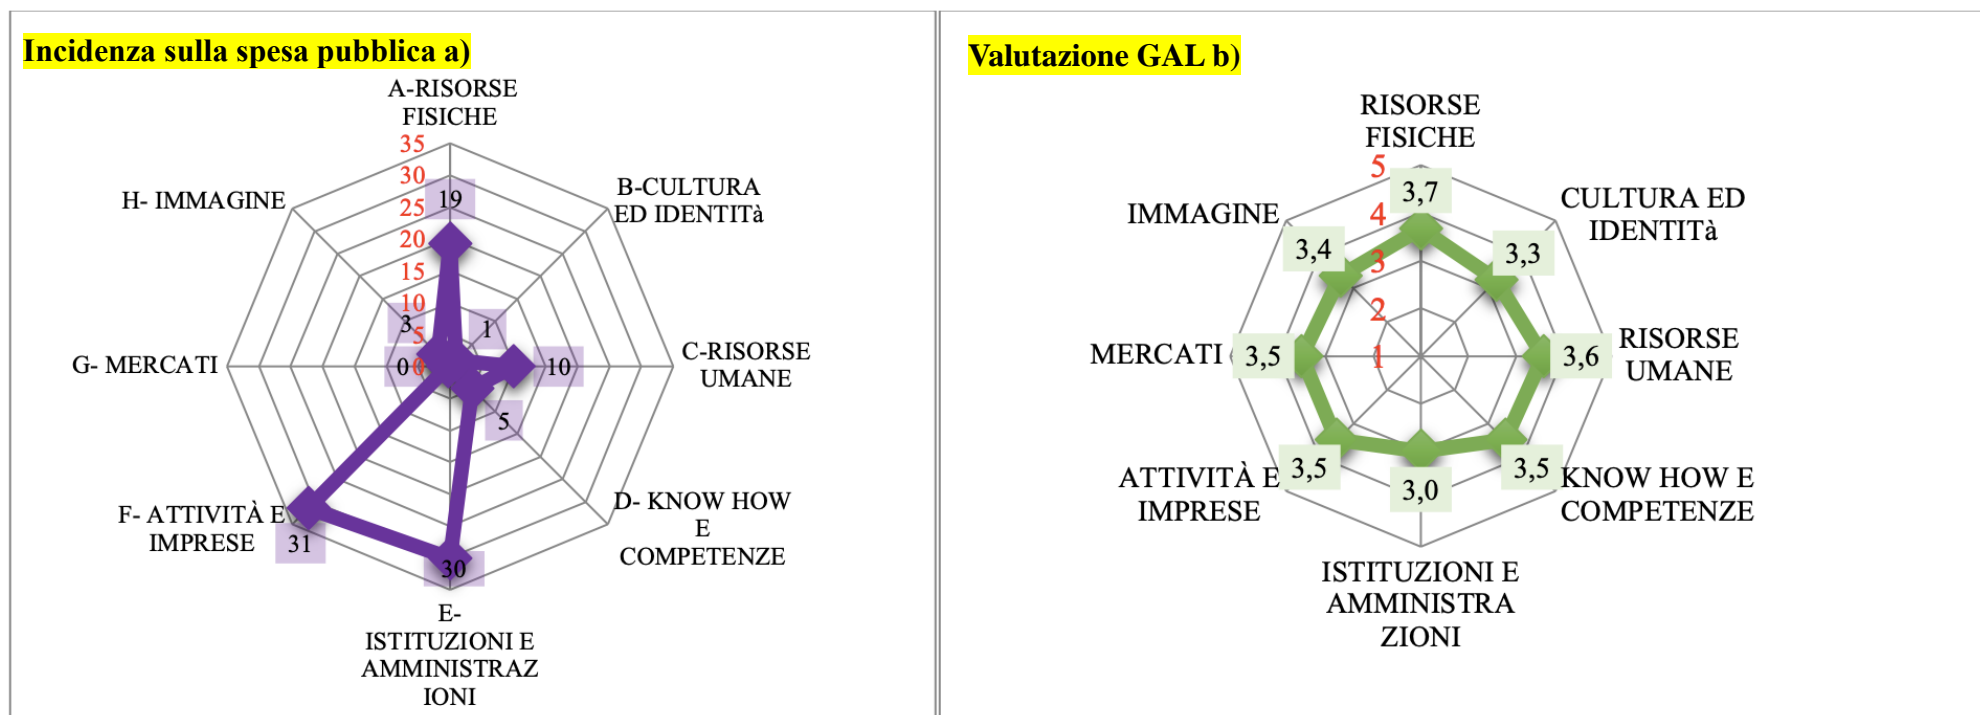 Incidenza sulla spesa pubblica a)
A-RISORSE
FISICHE
35
30
25
20
15
10
5
0
19
B-CULTURA
ED IDENTITà
1
C-RISORSE
UMANE
10
D- KNOW HOW
E
COMPETENZE
5
E-
ISTITUZIONI E
AMMINISTRAZ
IONI
30
F- ATTIVITÀ E
IMPRESE
31
G- MERCATI
0
H- IMMAGINE
3
Valutazione GAL b)
RISORSE
FISICHE
5
4
3
2
1
3,7
CULTURA ED
IDENTITà
3,3
RISORSE
UMANE
3,6
KNOW HOW E
COMPETENZE
3,5
ISTITUZIONI E
AMMINISTRA
ZIONI
3,0
ATTIVITÀ E
IMPRESE
3,5
MERCATI
3,5
IMMAGINE
3,4